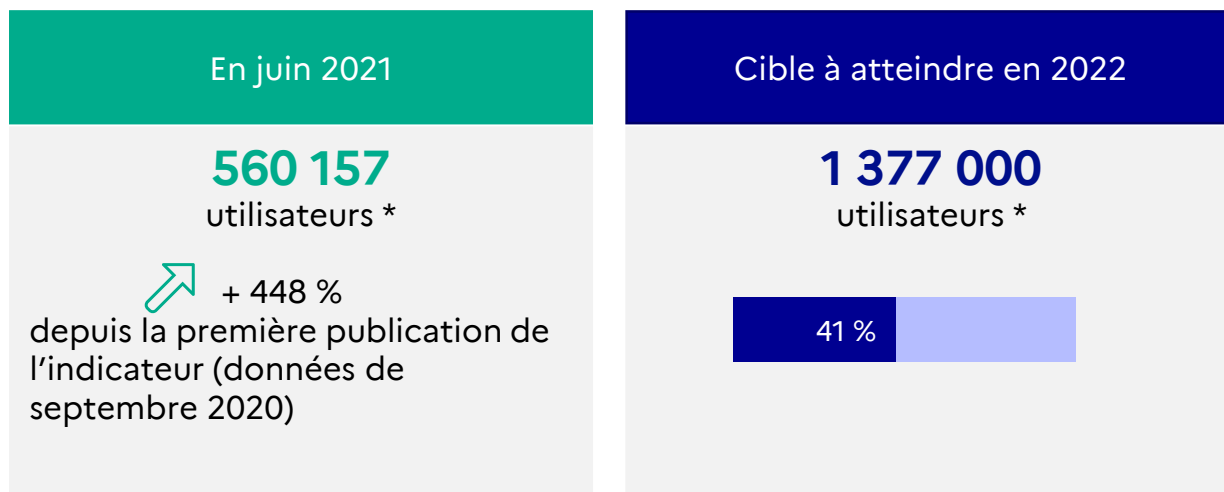 En juin 2021
560 157
utilisateurs *
+ 448 %
depuis la première publication de
l'indicateur (données de
septembre 2020)
Cible à atteindre en 2022
1 377 000
utilisateurs *
41 %